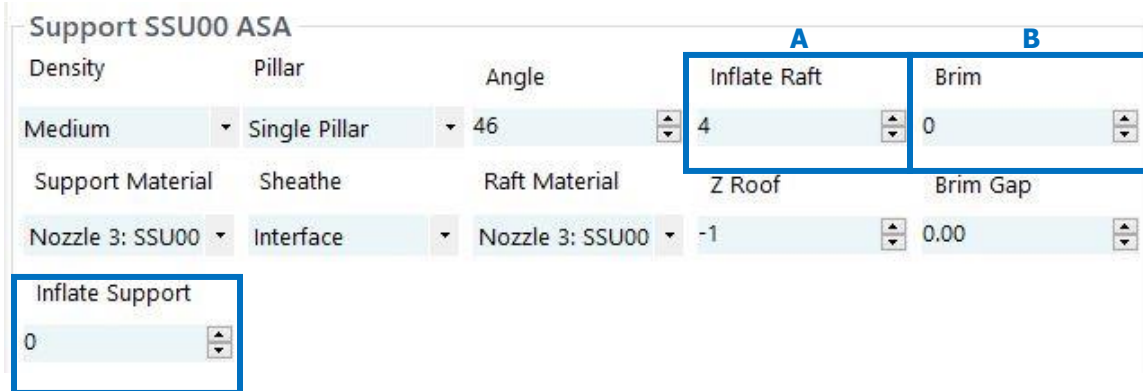 Support SSU00 ASA
A B
Density Pillar Angle Inflate Raft Brim
Medium Single Pillar 46 4 0
Support Material Sheathe Raft Material Z Roof Brim Gap
Nozzle 3: SSU00 Interface Nozzle 3: SSU00 -1 0.00
Inflate Support
0